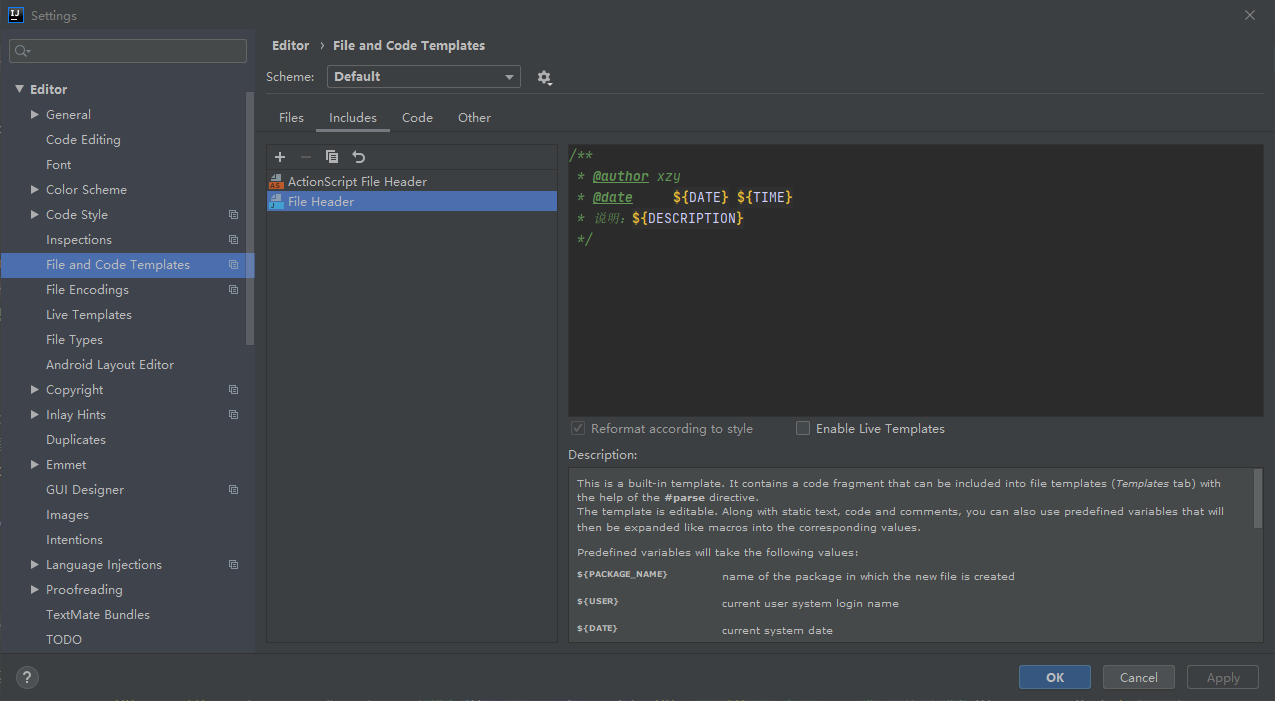 Settings
Editor › File and Code Templates
Scheme: Default
Files Includes Code Other
Editor
General
Code Editing
Font
Color Scheme
Code Style
Inspections
File and Code Templates
File Encodings
Live Templates
File Types
Android Layout Editor
Copyright
Inlay Hints
Duplicates
Emmet
GUI Designer
Images
Intentions
Language Injections
Proofreading
TextMate Bundles
TODO
ActionScript File Header
File Header
/**
* @author xzy
* @date ${DATE} ${TIME}
* 说明：${DESCRIPTION}
*/
Reformat according to style Enable Live Templates
Description:
This is a built-in template. It contains a code fragment that can be included into file templates (Templates tab) with
the help of the #parse directive.
The template is editable. Along with static text, code and comments, you can also use predefined variables that will
then be expanded like macros into the corresponding values.
Predefined variables will take the following values:
${PACKAGE_NAME} name of the package in which the new file is created
${USER} current user system login name
${DATE} current system date
? OK Cancel Apply